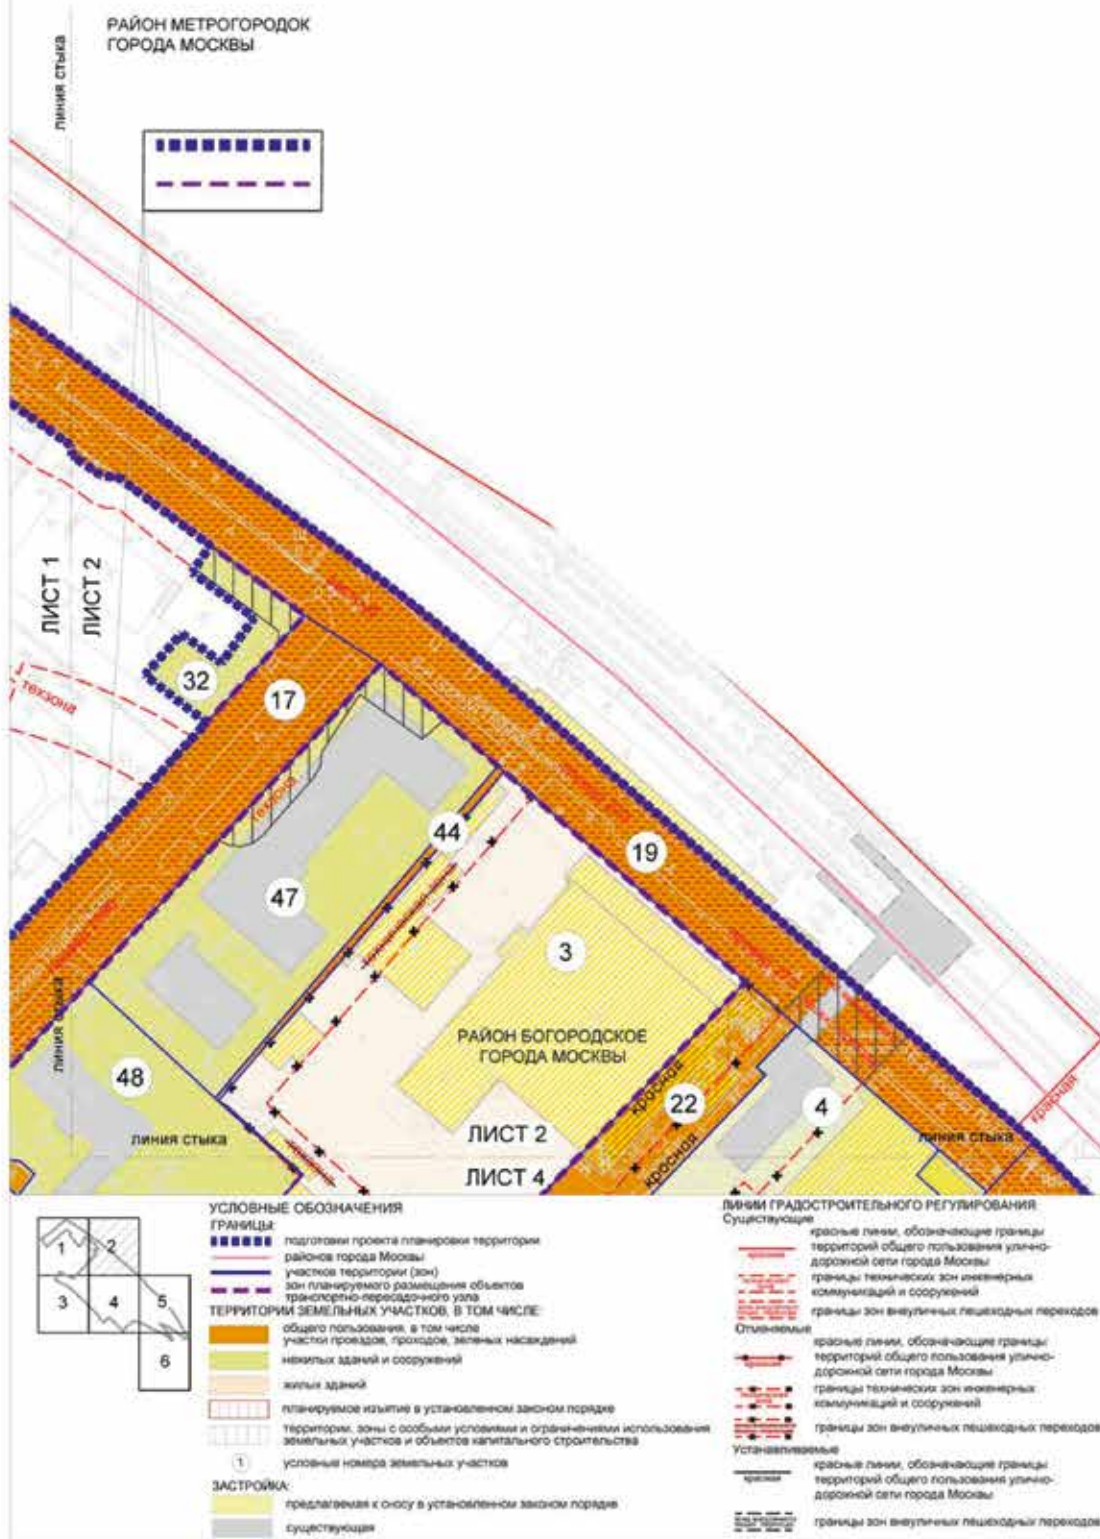 РАЙОН МЕТРОГОРОДОК
ГОРОДА МОСКВЫ
линия стыка
ЛИСТ 1
ЛИСТ 2
32
17
техзона
техзона
44
19
47
3
РАЙОН БОГОРОДСКОЕ
ГОРОДА МОСКВЫ
линия стыка
48
красная
22
4
красная
красная
линия стыка
ЛИСТ 2
линия стыка
ЛИСТ 4
1
2
3
4
5
6
УСЛОВНЫЕ ОБОЗНАЧЕНИЯ
ГРАНИЦЫ:
подготовки проекта планировки территории
районов города Москвы
участков территории (зон)
зон планируемого размещения объектов
транспортно-пересадочного узла
ТЕРРИТОРИИ ЗЕМЕЛЬНЫХ УЧАСТКОВ, В ТОМ ЧИСЛЕ:
общего пользования, в том числе
участки проездов, проходов, зеленых насаждений
нежилых зданий и сооружений
жилых зданий
планируемое изъятие в установленном законом порядке
территории, зоны с особыми условиями и ограничениями использования
земельных участков и объектов капитального строительства
1
условные номера земельных участков
ЗАСТРОЙКА:
предлагаемая к сносу в установленном законом порядке
существующая
ЛИНИИ ГРАДОСТРОИТЕЛЬНОГО РЕГУЛИРОВАНИЯ
Существующие
красные линии, обозначающие границы
территорий общего пользования улично-
дорожной сети города Москвы
границы технических зон инженерных
коммуникаций и сооружений
границы зон внеуличных пешеходных переходов
Отменяемые
красные линии, обозначающие границы
территорий общего пользования улично-
дорожной сети города Москвы
границы технических зон инженерных
коммуникаций и сооружений
границы зон внеуличных пешеходных переходов
Устанавливаемые
красная
красные линии, обозначающие границы
территорий общего пользования улично-
дорожной сети города Москвы
границы зон внеуличных пешеходных переходов